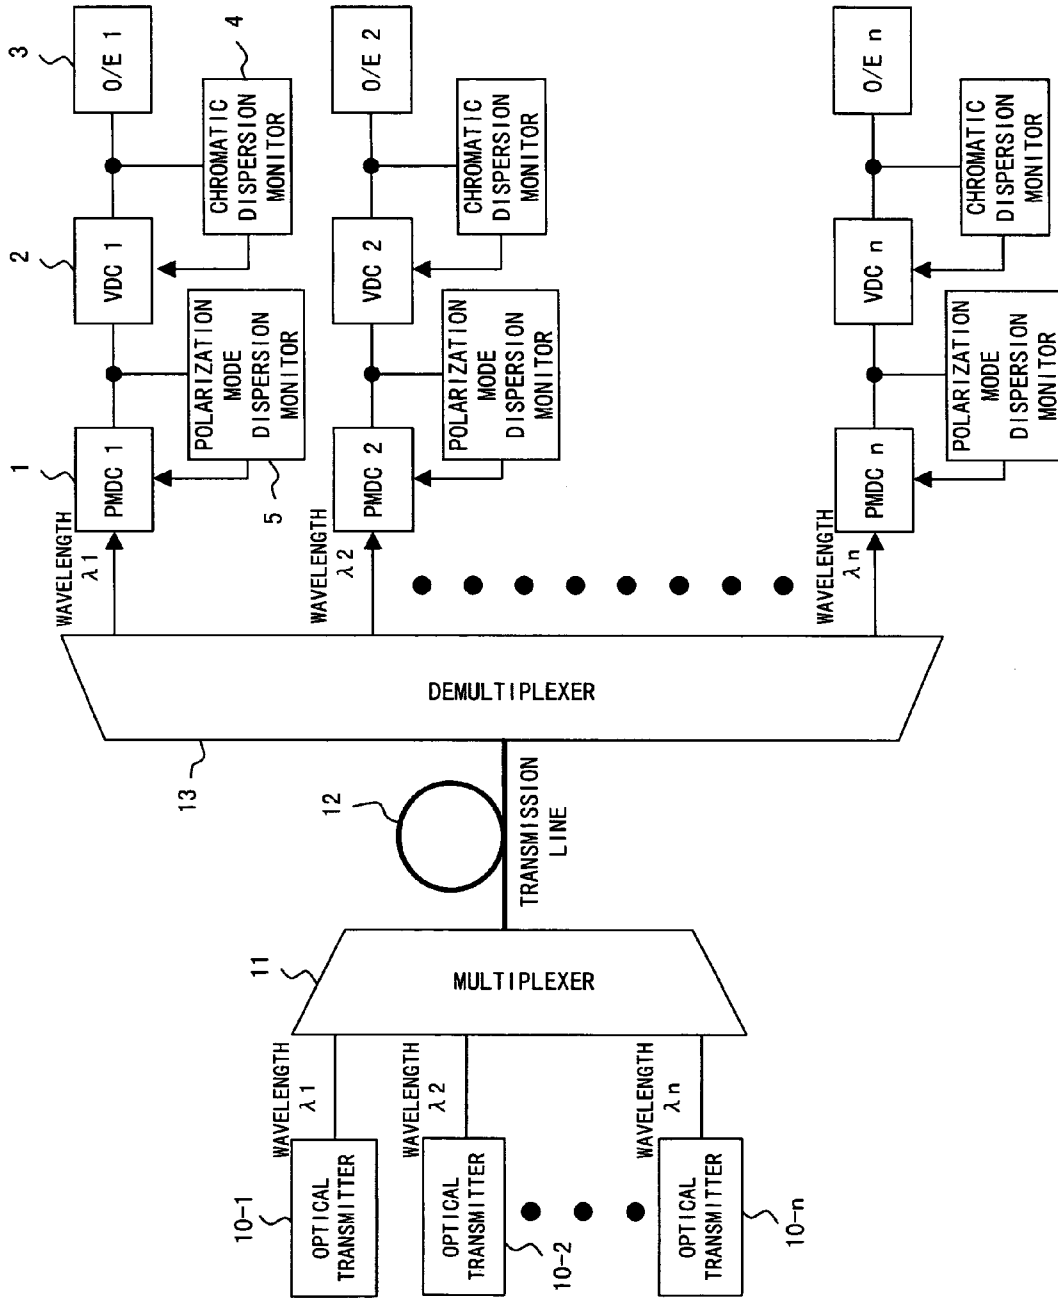 10-1
OPTICAL
TRANSMITTER
WAVELENGTH
λ1
10-2
OPTICAL
TRANSMITTER
WAVELENGTH
λ2
10-n
OPTICAL
TRANSMITTER
WAVELENGTH
λn
11
MULTIPLEXER
12
TRANSMISSION
LINE
13
DEMULTIPLEXER
WAVELENGTH
λ1
1
PMDC 1
5
POLARIZATION
MODE
DISPERSION
MONITOR
2
VDC 1
4
CHROMATIC
DISPERSION
MONITOR
3
O/E 1
WAVELENGTH
λ2
PMDC 2
POLARIZATION
MODE
DISPERSION
MONITOR
VDC 2
CHROMATIC
DISPERSION
MONITOR
O/E 2
WAVELENGTH
λn
PMDC n
POLARIZATION
MODE
DISPERSION
MONITOR
VDC n
CHROMATIC
DISPERSION
MONITOR
O/E n